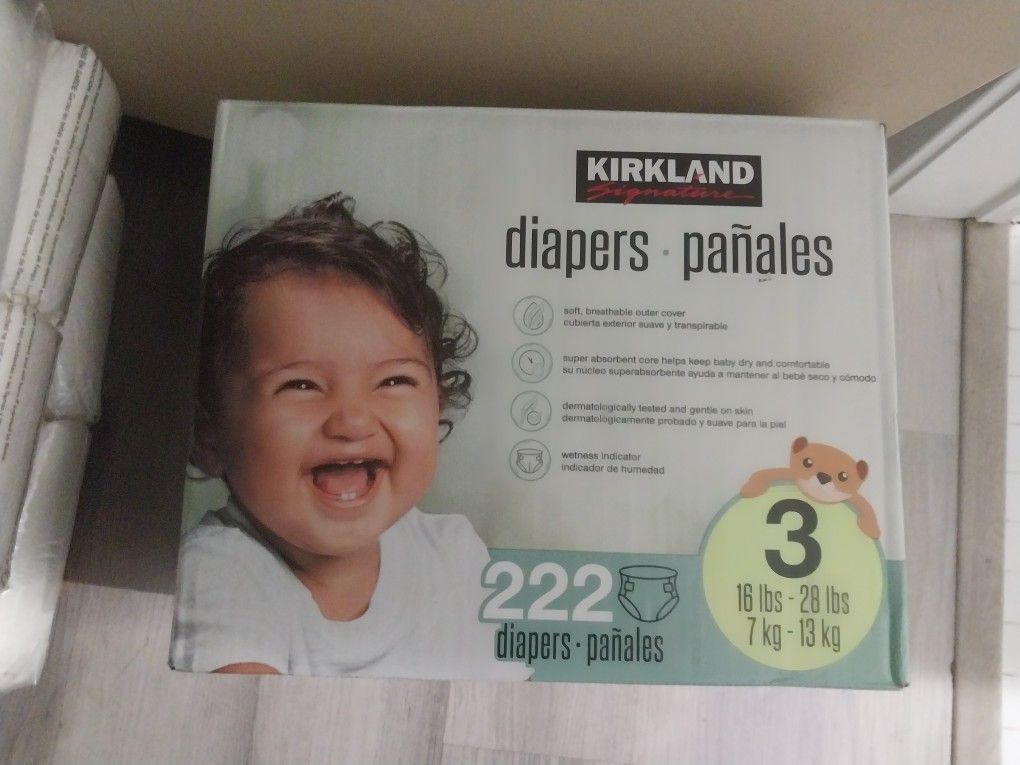 KIRKLAND
Signature
diapers · pañales
soft, breathable outer cover
cubierta exterior suave y transpirable
super absorbent core helps keep baby dry and comfortable
su núcleo superabsorbente ayuda a mantener al bebé seco y cómodo
dermatologically tested and gentle on skin
dermatológicamente probado y suave para la piel
wetness indicator
indicador de humedad
3
16 lbs - 28 lbs
7 kg - 13 kg
222
diapers · pañales